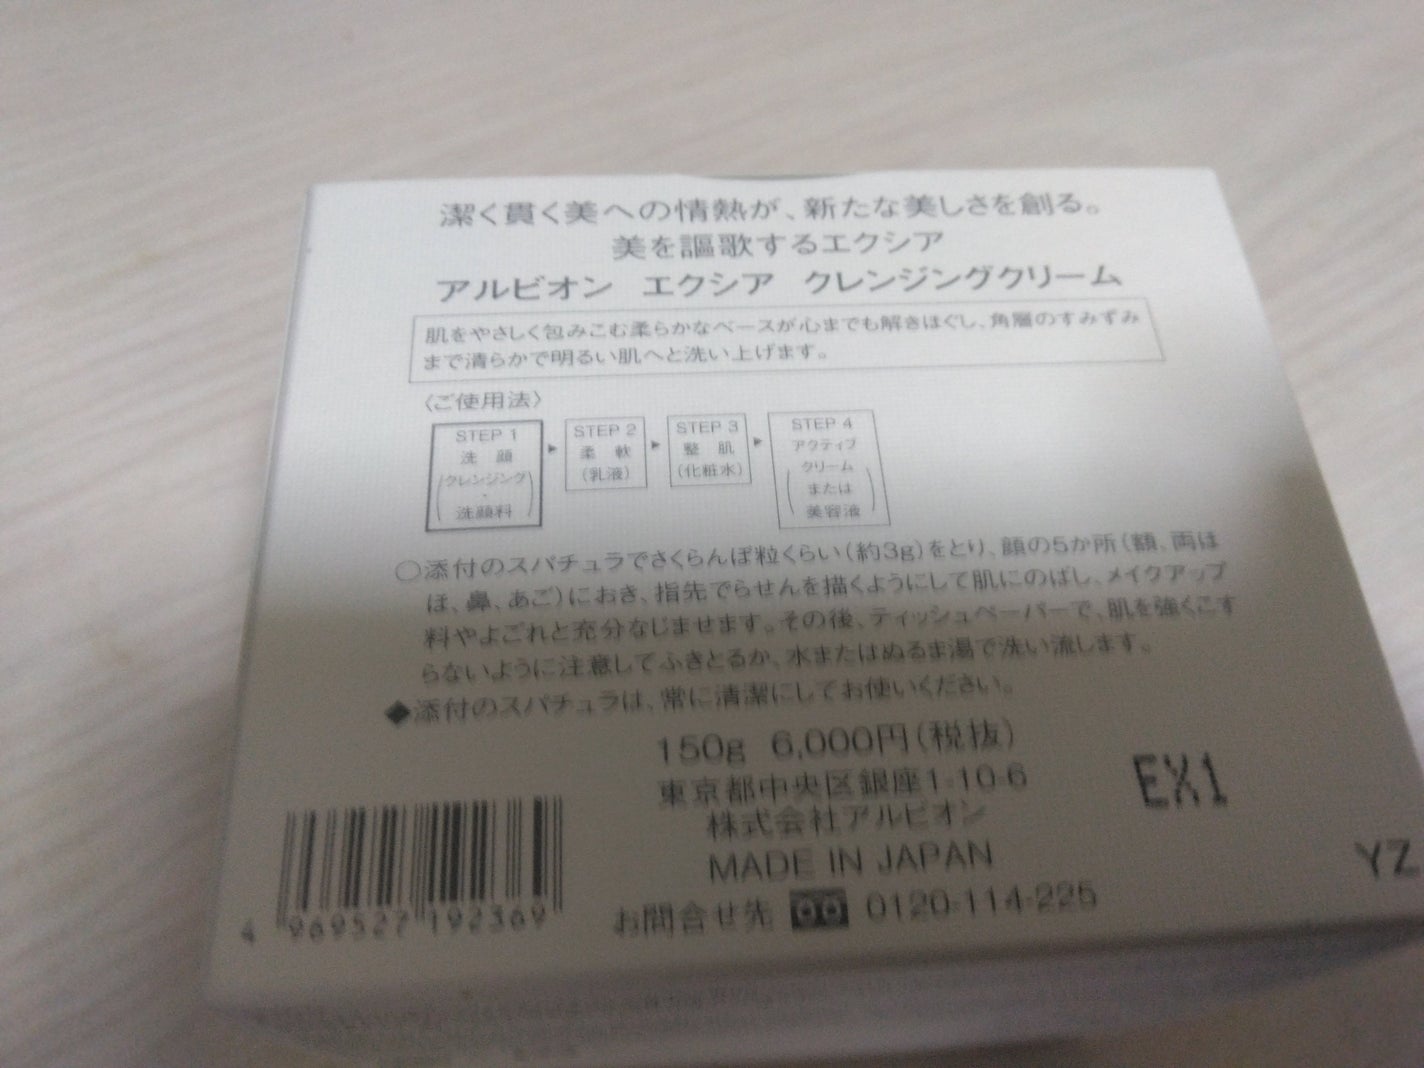 潔く貫く美への情熱が、新たな美しさを創る。
美を謳歌するエクシア
アルビオン エクシア クレンジングクリーム
肌をやさしく包みこむ柔らかなベースが心までも解きほぐし、角層のすみずみ
まで清らかで明るい肌へと洗い上げます。
〈ご使用法〉
STEP 1
洗 顔
(クレンジング
・
洗顔料)
▶
STEP 2
柔 軟
(乳液)
▶
STEP 3
整 肌
(化粧水)
▶
STEP 4
アクティブ
(クリーム
または
美容液)
○添付のスパチュラでさくらんぼ粒くらい(約3g)をとり、顔の5か所(額、両ほ
ほ、鼻、あご)におき、指先でらせんを描くようにして肌にのばし、メイクアップ
料やよごれと充分なじませます。その後、ティッシュペーパーで、肌を強くこす
らないように注意してふきとるか、水またはぬるま湯で洗い流します。
◆添付のスパチュラは、常に清潔にしてお使いください。
150g 6,000円(税抜)
東京都中央区銀座1-10-6
株式会社アルビオン
MADE IN JAPAN
お問合せ先 0120-114-225
EX1
YZ
4 969527 192369